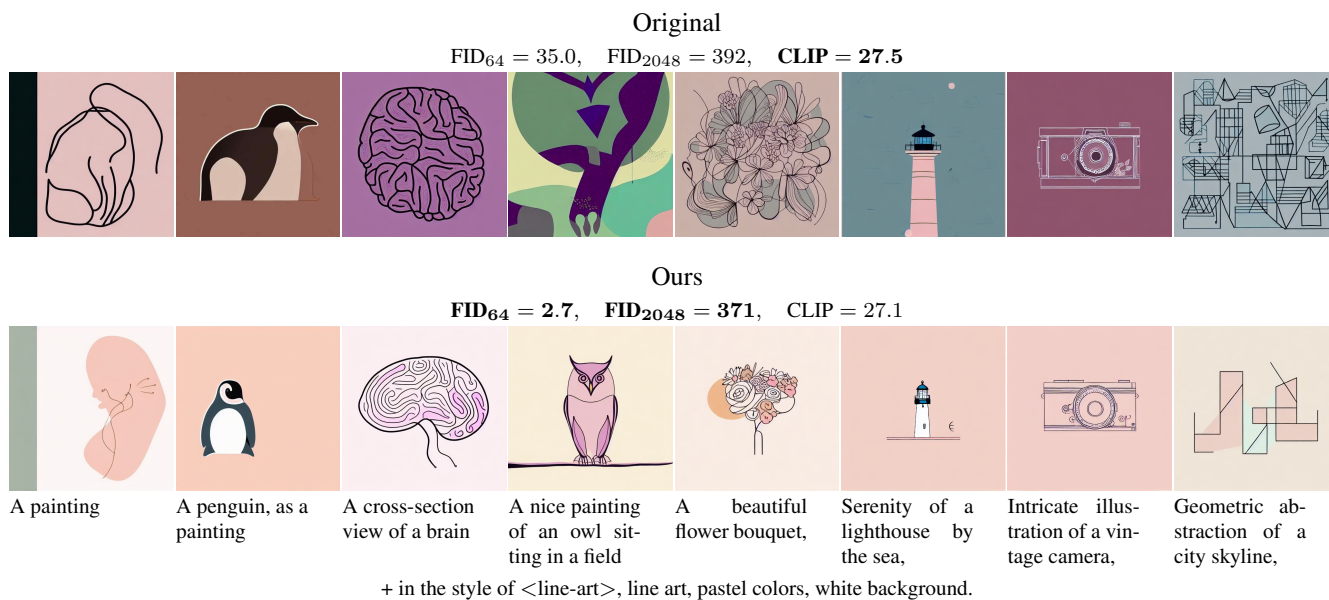 Original
FID₆₄ = 35.0, FID₂₀₄₈ = 392, CLIP = 27.5
Ours
FID₆₄ = 2.7, FID₂₀₄₈ = 371, CLIP = 27.1
A painting
A penguin, as a
painting
A cross-section
view of a brain
A nice painting
of an owl sit-
ting in a field
A beautiful
flower bouquet,
Serenity of a
lighthouse by
the sea,
Intricate illus-
tration of a vin-
tage camera,
Geometric ab-
straction of a
city skyline,
+ in the style of <line-art>, line art, pastel colors, white background.